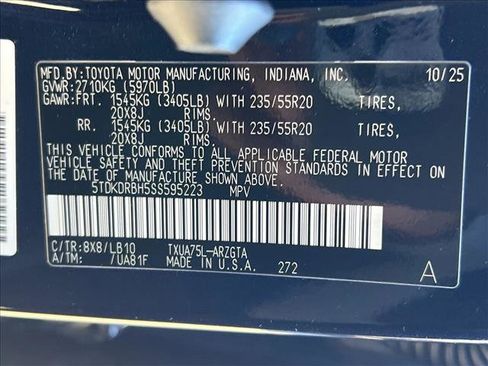 MFD.BY:TOYOTA MOTOR MANUFACTURING, INDIANA, INC. 10/25
GVWR:2710KG (5970LB)
GAWR:FRT. 1545KG (3405LB) WITH 235/55R20 TIRES,
20X8J RIMS.
RR. 1545KG (3405LB) WITH 235/55R20 TIRES,
20X8J RIMS.
THIS VEHICLE CONFORMS TO ALL APPLICABLE FEDERAL MOTOR
VEHICLE SAFETY AND THEFT PREVENTION STANDARDS IN EFFECT ON
THE DATE OF MANUFACTURE SHOWN ABOVE.
5TDKDRBH5SS595223 MPV
C/TR:8X8/LB10 TXUA75L-ARZGTA
A/TM: /UA81F MADE IN U.S.A. 272 A